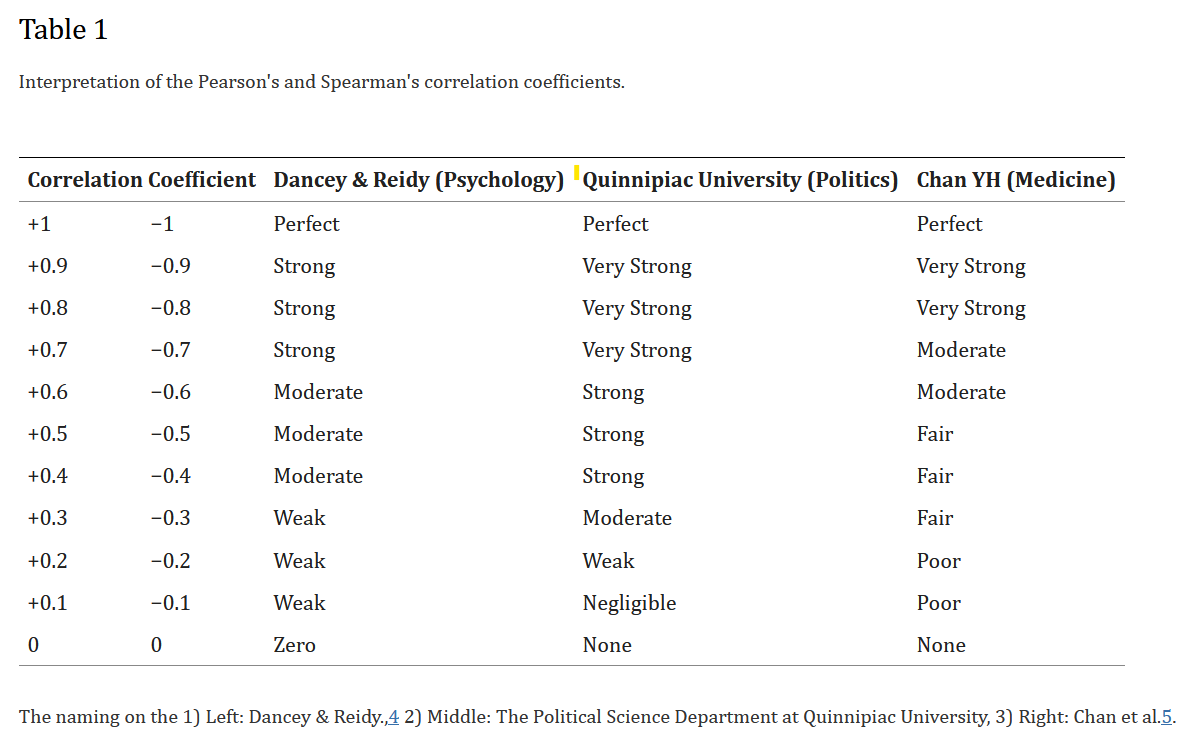 Table 1
Interpretation of the Pearson's and Spearman's correlation coefficients.
Correlation Coefficient Dancey & Reidy (Psychology) Quinnipiac University (Politics) Chan YH (Medicine)
+1 −1 Perfect Perfect Perfect
+0.9 −0.9 Strong Very Strong Very Strong
+0.8 −0.8 Strong Very Strong Very Strong
+0.7 −0.7 Strong Very Strong Moderate
+0.6 −0.6 Moderate Strong Moderate
+0.5 −0.5 Moderate Strong Fair
+0.4 −0.4 Moderate Strong Fair
+0.3 −0.3 Weak Moderate Fair
+0.2 −0.2 Weak Weak Poor
+0.1 −0.1 Weak Negligible Poor
0 0 Zero None None
The naming on the 1) Left: Dancey & Reidy.,4 2) Middle: The Political Science Department at Quinnipiac University, 3) Right: Chan et al.5.